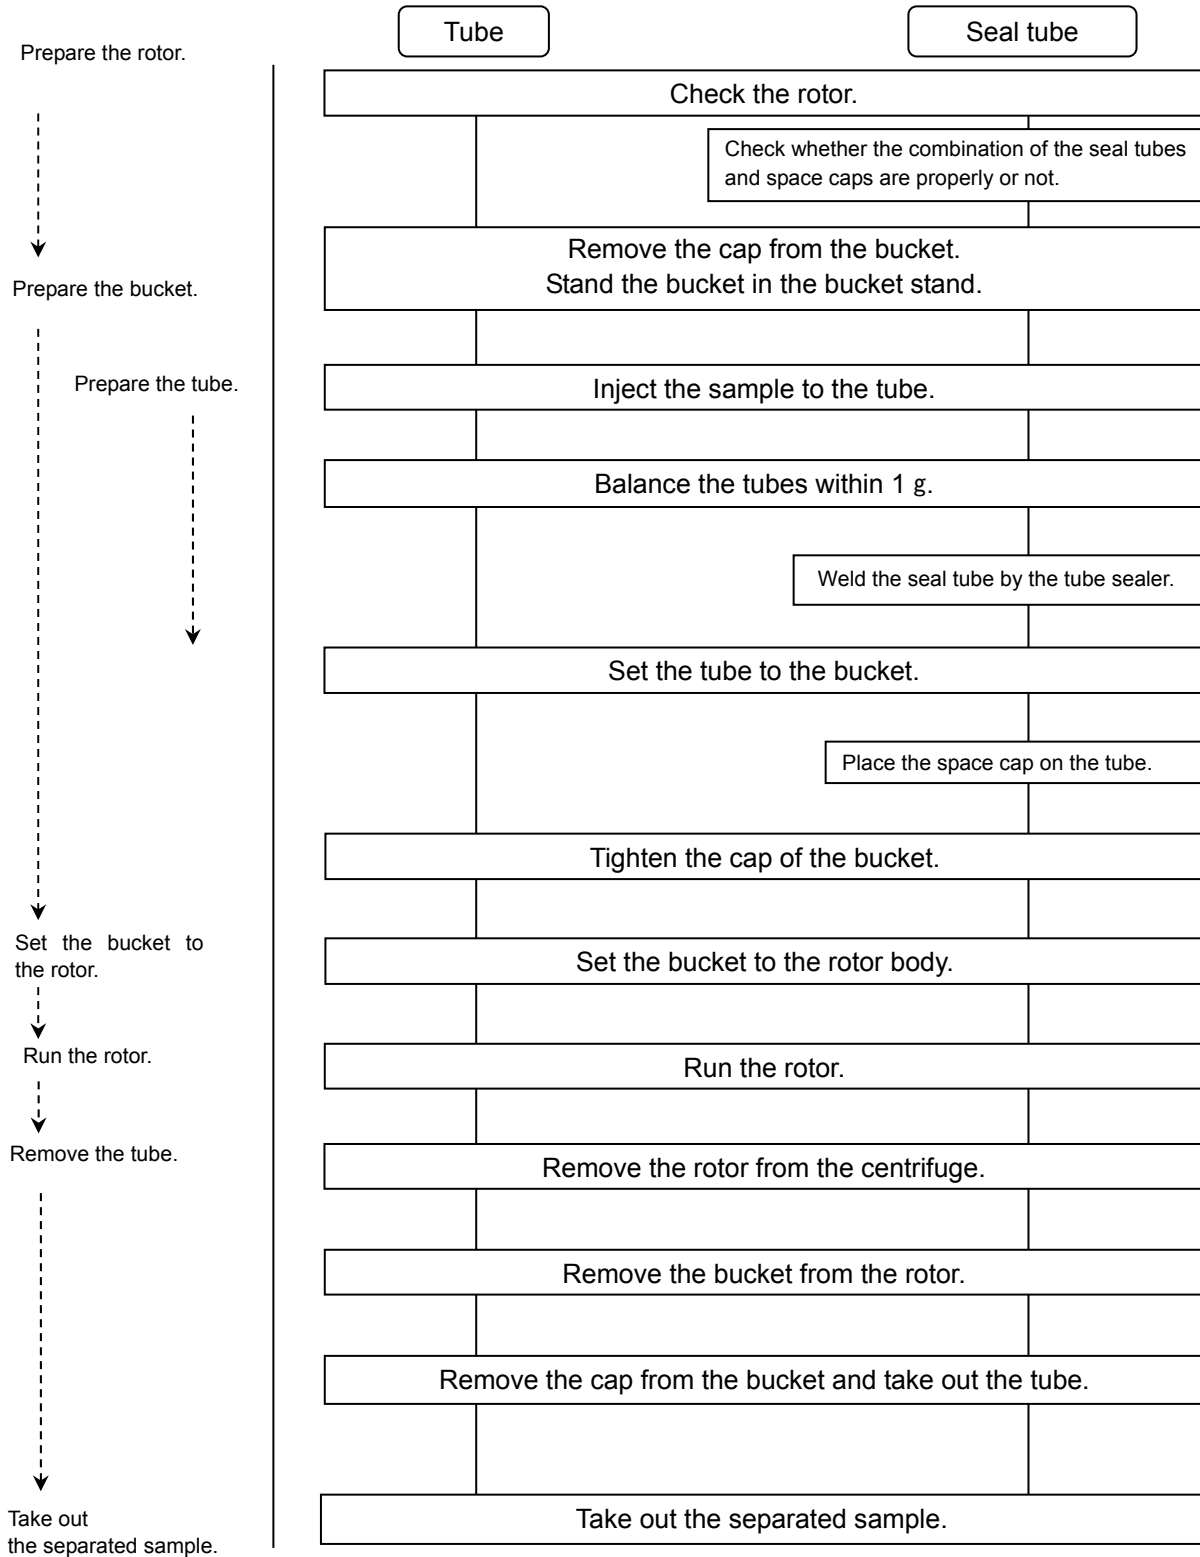 Tube
Seal tube
Prepare the rotor.
Check the rotor.
Check whether the combination of the seal tubes
and space caps are properly or not.
Remove the cap from the bucket.
Stand the bucket in the bucket stand.
Prepare the bucket.
Prepare the tube.
Inject the sample to the tube.
Balance the tubes within 1 g.
Weld the seal tube by the tube sealer.
Set the tube to the bucket.
Place the space cap on the tube.
Tighten the cap of the bucket.
Set the bucket to
the rotor.
Set the bucket to the rotor body.
Run the rotor.
Run the rotor.
Remove the tube.
Remove the rotor from the centrifuge.
Remove the bucket from the rotor.
Remove the cap from the bucket and take out the tube.
Take out
the separated sample.
Take out the separated sample.